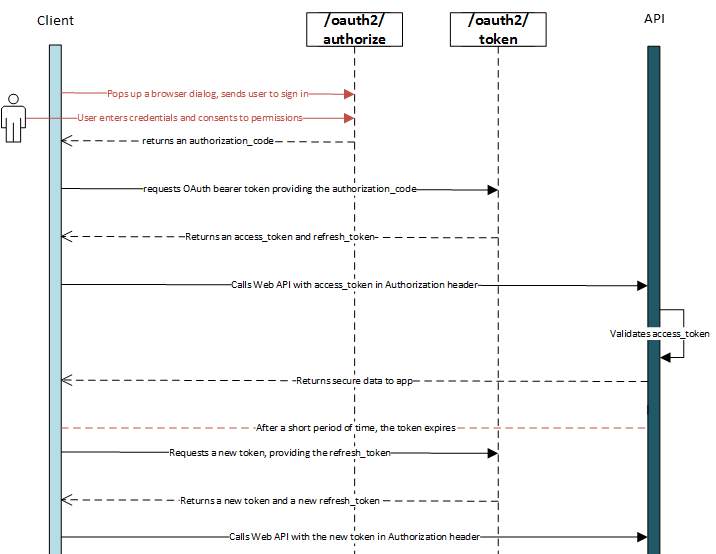 Client
/oauth2/
authorize
/oauth2/
token
API
Pops up a browser dialog, sends user to sign in
User enters credentials and consents to permissions
returns an authorization_code
requests OAuth bearer token providing the authorization_code
Returns an access_token and refresh_token
Calls Web API with access_token in Authorization header
Validates access_token
Returns secure data to app
After a short period of time, the token expires
Requests a new token, providing the refresh_token
Returns a new token and a new refresh_token
Calls Web API with the new token in Authorization header